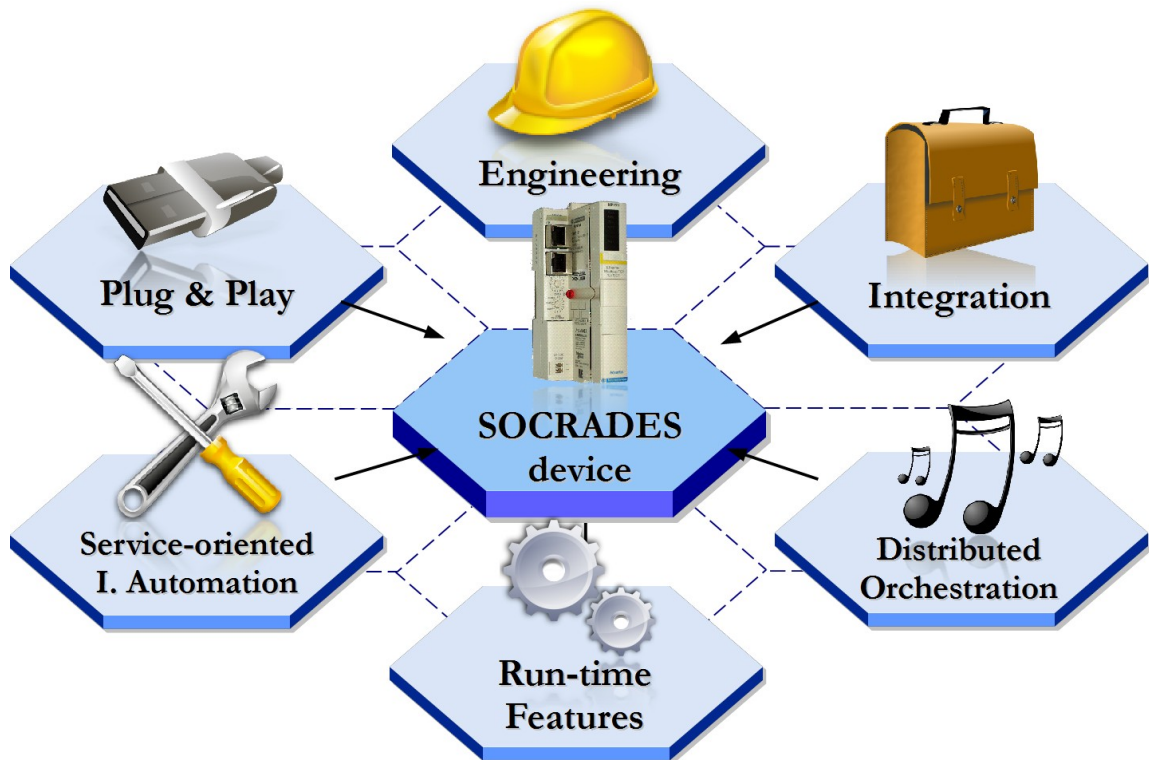 Engineering
Plug & Play
Integration
SOCRADES
device
Service-oriented
I. Automation
Distributed
Orchestration
Run-time
Features